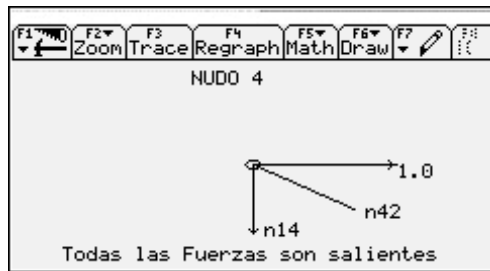 F1 F2 Zoom F3 Trace F4 Regraph F5 Math F6 Draw F7
NUDO 4
1.0
n42
n14
Todas las Fuerzas son salientes